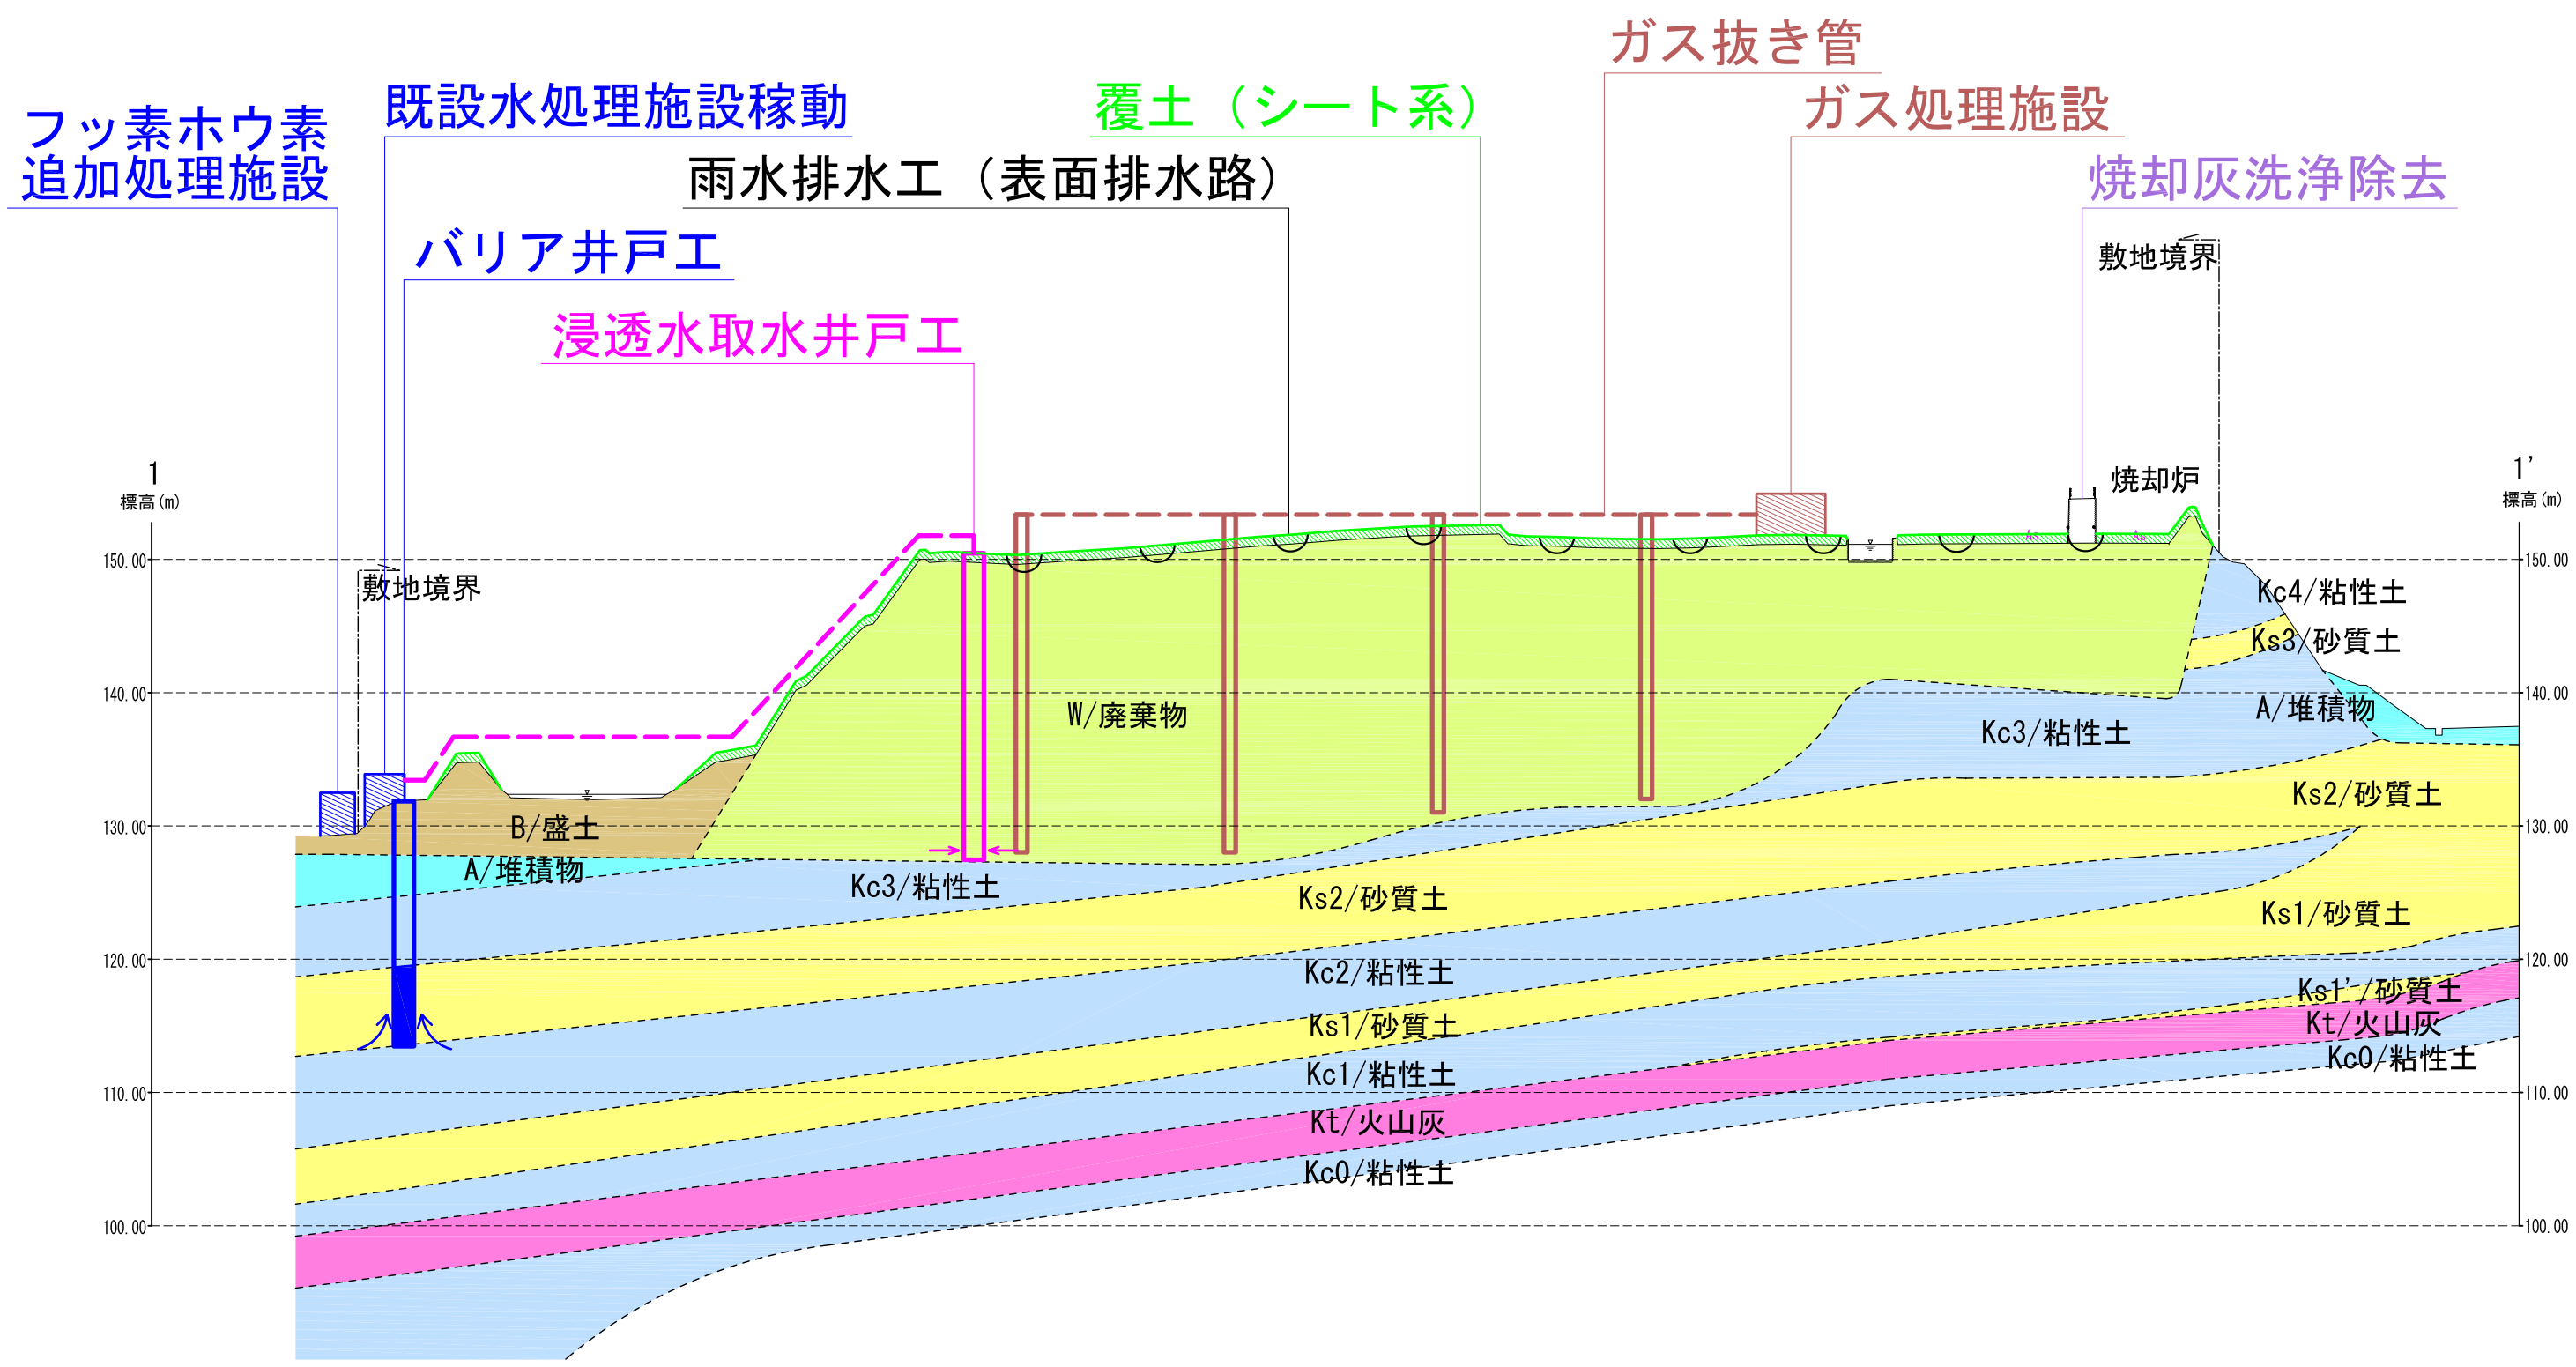 ガス抜き管
フッ素ホウ素
追加処理施設
既設水処理施設稼動
覆土（シート系）
ガス処理施設
雨水排水工（表面排水路）
焼却灰洗浄除去
バリア井戸工
敷地境界
浸透水取水井戸工
1
標高(m)
1'
標高(m)
焼却炉
As
As
150.00
150.00
敷地境界
Kc4/粘性土
Ks3/砂質土
140.00
140.00
W/廃棄物
A/堆積物
Kc3/粘性土
Ks2/砂質土
130.00
130.00
B/盛土
A/堆積物
Kc3/粘性土
Ks2/砂質土
Ks1/砂質土
120.00
120.00
Kc2/粘性土
Ks1'/砂質土
Ks1/砂質土
Kt/火山灰
Kc0/粘性土
Kc1/粘性土
110.00
110.00
Kt/火山灰
Kc0/粘性土
100.00
100.00